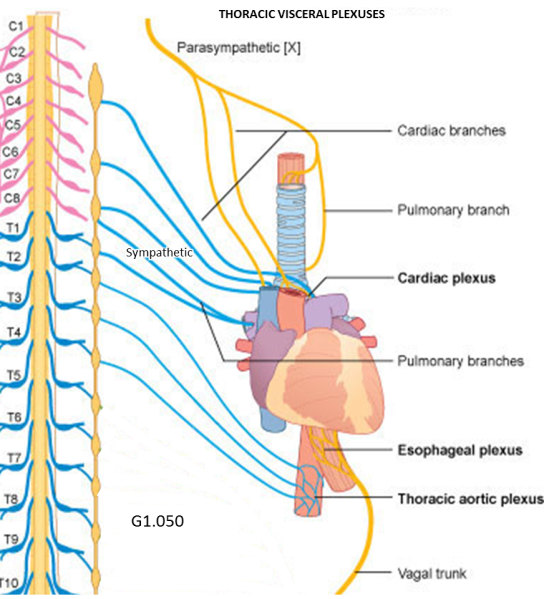 THORACIC VISCERAL PLEXUSES
Parasympathetic [X]
C1
C2
C3
C4
C5
C6
C7
C8
T1
T2
T3
T4
T5
T6
T7
T8
T9
T10
Cardiac branches
Pulmonary branch
Sympathetic
Cardiac plexus
Pulmonary branches
Esophageal plexus
Thoracic aortic plexus
G1.050
Vagal trunk